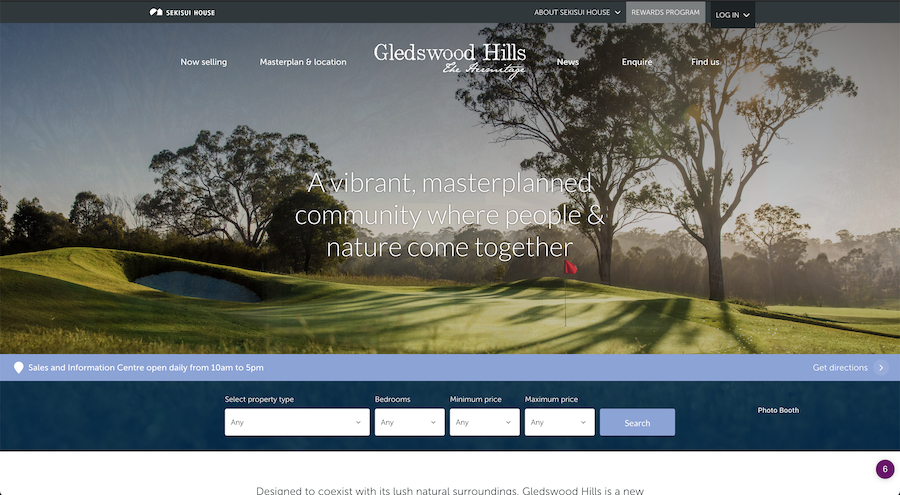 SEKISUI HOUSE
ABOUT SEKISUI HOUSE
REWARDS PROGRAM
LOG IN
Now selling
Masterplan & location
Gledswood Hills
The Hermitage
News
Enquire
Find us
A vibrant, masterplanned
community where people &
nature come together
Sales and Information Centre open daily from 10am to 5pm
Get directions
Select property type
Bedrooms
Minimum price
Maximum price
Any
Any
Any
Any
Search
Photo Booth
6
Designed to coexist with its lush natural surroundings, Gledswood Hills is a new